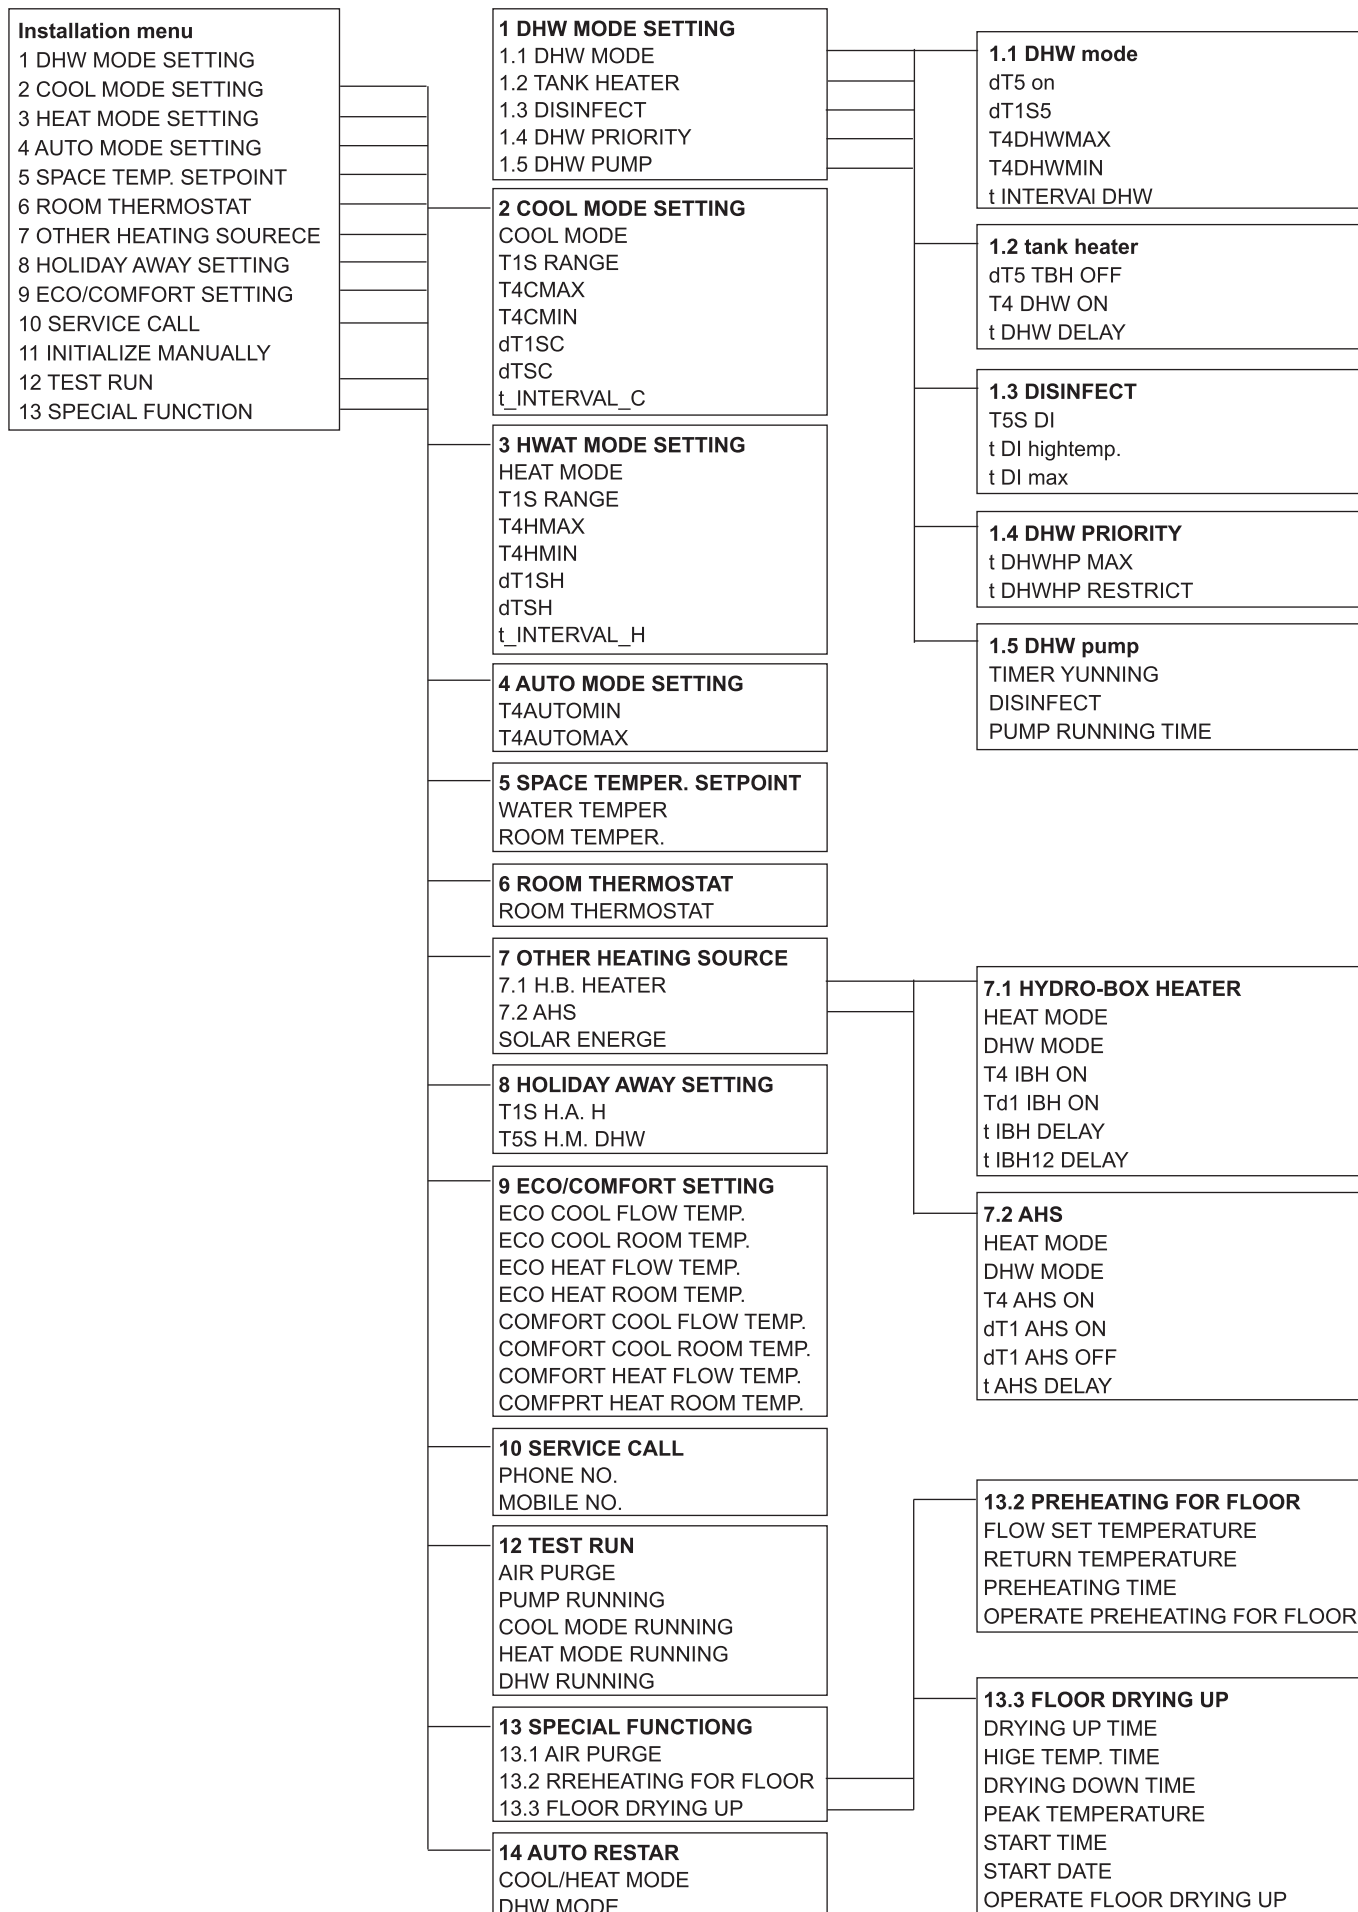 Installation menu
1 DHW MODE SETTING
2 COOL MODE SETTING
3 HEAT MODE SETTING
4 AUTO MODE SETTING
5 SPACE TEMP. SETPOINT
6 ROOM THERMOSTAT
7 OTHER HEATING SOURECE
8 HOLIDAY AWAY SETTING
9 ECO/COMFORT SETTING
10 SERVICE CALL
11 INITIALIZE MANUALLY
12 TEST RUN
13 SPECIAL FUNCTION
1 DHW MODE SETTING
1.1 DHW MODE
1.2 TANK HEATER
1.3 DISINFECT
1.4 DHW PRIORITY
1.5 DHW PUMP
2 COOL MODE SETTING
COOL MODE
T1S RANGE
T4CMAX
T4CMIN
dT1SC
dTSC
t_INTERVAL_C
3 HWAT MODE SETTING
HEAT MODE
T1S RANGE
T4HMAX
T4HMIN
dT1SH
dTSH
t_INTERVAL_H
4 AUTO MODE SETTING
T4AUTOMIN
T4AUTOMAX
5 SPACE TEMPER. SETPOINT
WATER TEMPER
ROOM TEMPER.
6 ROOM THERMOSTAT
ROOM THERMOSTAT
7 OTHER HEATING SOURCE
7.1 H.B. HEATER
7.2 AHS
SOLAR ENERGE
8 HOLIDAY AWAY SETTING
T1S H.A. H
T5S H.M. DHW
9 ECO/COMFORT SETTING
ECO COOL FLOW TEMP.
ECO COOL ROOM TEMP.
ECO HEAT FLOW TEMP.
ECO HEAT ROOM TEMP.
COMFORT COOL FLOW TEMP.
COMFORT COOL ROOM TEMP.
COMFORT HEAT FLOW TEMP.
COMFPRT HEAT ROOM TEMP.
10 SERVICE CALL
PHONE NO.
MOBILE NO.
12 TEST RUN
AIR PURGE
PUMP RUNNING
COOL MODE RUNNING
HEAT MODE RUNNING
DHW RUNNING
13 SPECIAL FUNCTIONG
13.1 AIR PURGE
13.2 RREHEATING FOR FLOOR
13.3 FLOOR DRYING UP
14 AUTO RESTAR
COOL/HEAT MODE
DHW MODE
1.1 DHW mode
dT5 on
dT1S5
T4DHWMAX
T4DHWMIN
t INTERVAl DHW
1.2 tank heater
dT5 TBH OFF
T4 DHW ON
t DHW DELAY
1.3 DISINFECT
T5S DI
t DI hightemp.
t DI max
1.4 DHW PRIORITY
t DHWHP MAX
t DHWHP RESTRICT
1.5 DHW pump
TIMER YUNNING
DISINFECT
PUMP RUNNING TIME
7.1 HYDRO-BOX HEATER
HEAT MODE
DHW MODE
T4 IBH ON
Td1 IBH ON
t IBH DELAY
t IBH12 DELAY
7.2 AHS
HEAT MODE
DHW MODE
T4 AHS ON
dT1 AHS ON
dT1 AHS OFF
t AHS DELAY
13.2 PREHEATING FOR FLOOR
FLOW SET TEMPERATURE
RETURN TEMPERATURE
PREHEATING TIME
OPERATE PREHEATING FOR FLOOR
13.3 FLOOR DRYING UP
DRYING UP TIME
HIGE TEMP. TIME
DRYING DOWN TIME
PEAK TEMPERATURE
START TIME
START DATE
OPERATE FLOOR DRYING UP